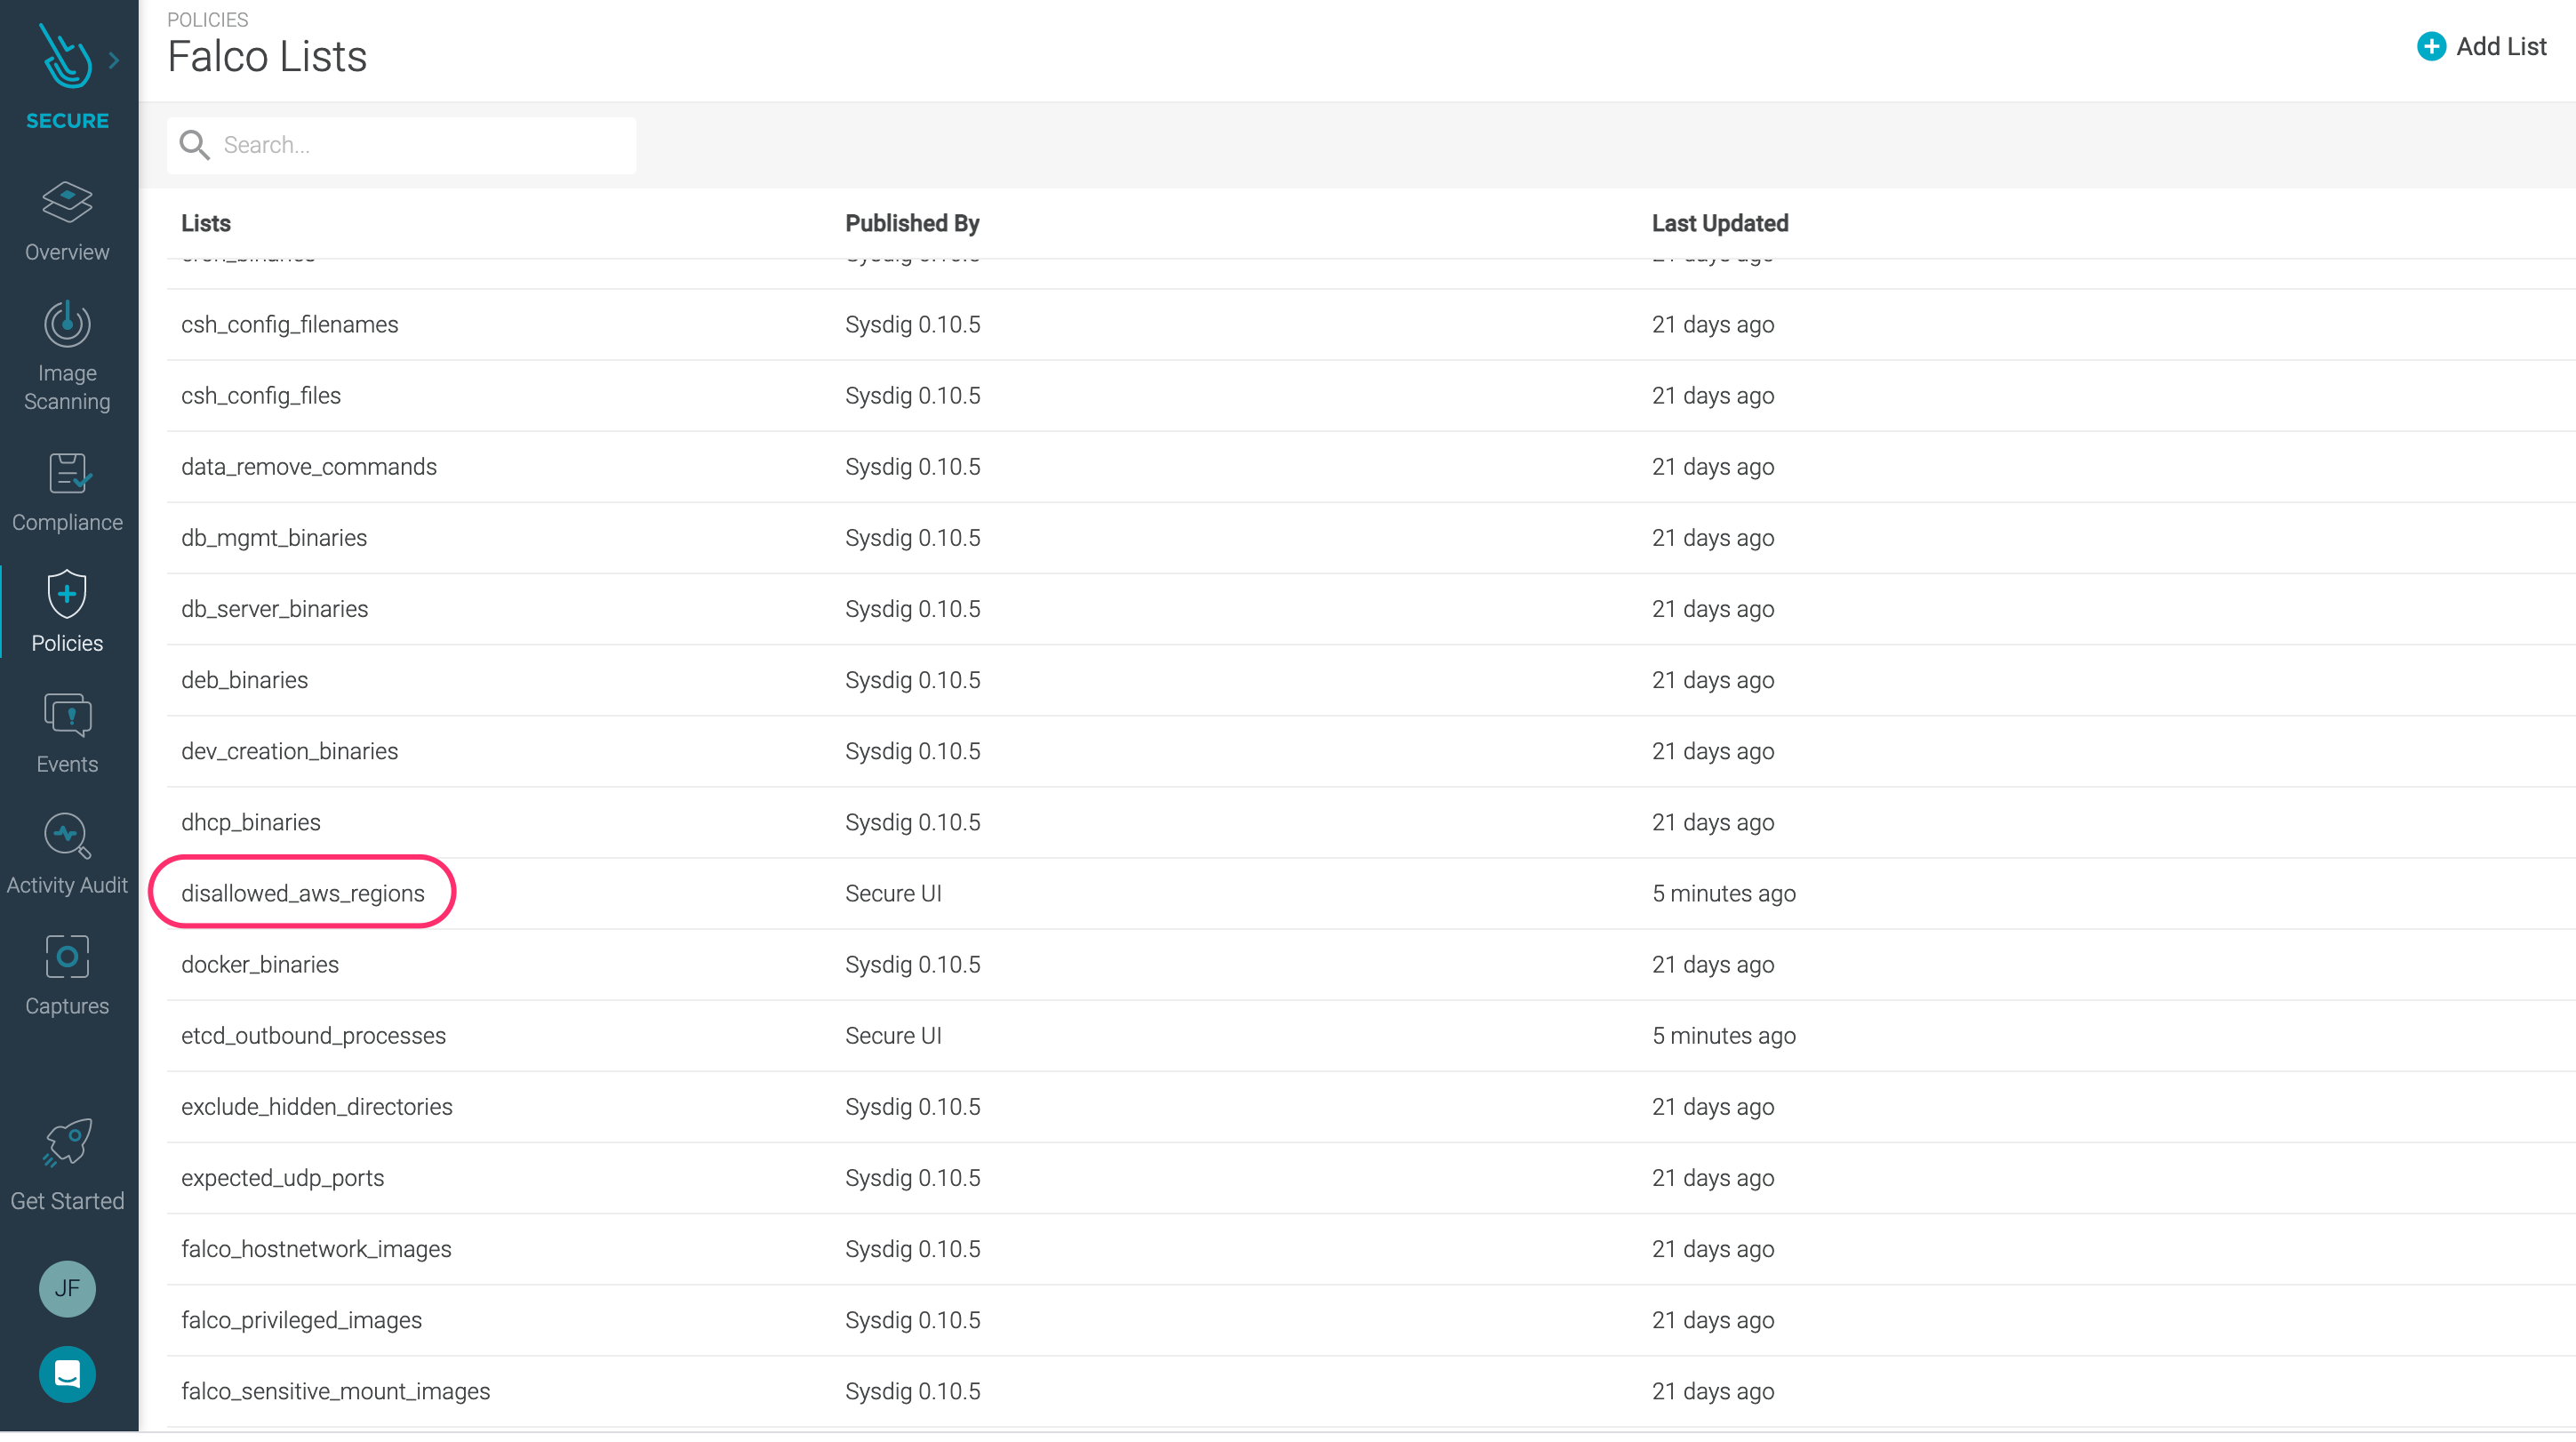 POLICIES
Falco Lists
Add List
SECURE
Search...
Overview
Image
Scanning
Compliance
Policies
Events
Activity Audit
Captures
Get Started
JF
Lists Published By Last Updated
csh_config_filenames Sysdig 0.10.5 21 days ago
csh_config_files Sysdig 0.10.5 21 days ago
data_remove_commands Sysdig 0.10.5 21 days ago
db_mgmt_binaries Sysdig 0.10.5 21 days ago
db_server_binaries Sysdig 0.10.5 21 days ago
deb_binaries Sysdig 0.10.5 21 days ago
dev_creation_binaries Sysdig 0.10.5 21 days ago
dhcp_binaries Sysdig 0.10.5 21 days ago
disallowed_aws_regions Secure UI 5 minutes ago
docker_binaries Sysdig 0.10.5 21 days ago
etcd_outbound_processes Secure UI 5 minutes ago
exclude_hidden_directories Sysdig 0.10.5 21 days ago
expected_udp_ports Sysdig 0.10.5 21 days ago
falco_hostnetwork_images Sysdig 0.10.5 21 days ago
falco_privileged_images Sysdig 0.10.5 21 days ago
falco_sensitive_mount_images Sysdig 0.10.5 21 days ago